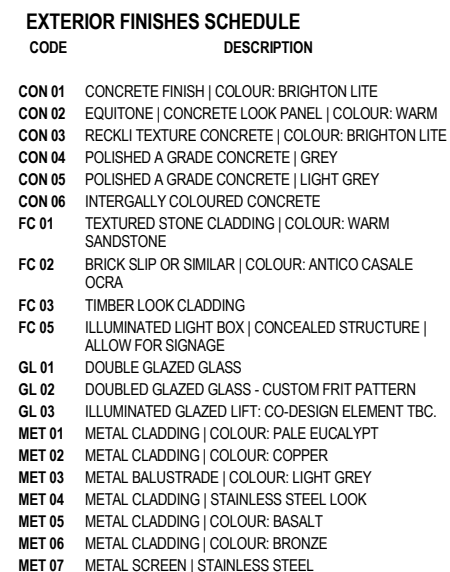 EXTERIOR FINISHES SCHEDULE
CODE DESCRIPTION
CON 01 CONCRETE FINISH | COLOUR: BRIGHTON LITE
CON 02 EQUITONE | CONCRETE LOOK PANEL | COLOUR: WARM
CON 03 RECKLI TEXTURE CONCRETE | COLOUR: BRIGHTON LITE
CON 04 POLISHED A GRADE CONCRETE | GREY
CON 05 POLISHED A GRADE CONCRETE | LIGHT GREY
CON 06 INTERGALLY COLOURED CONCRETE
FC 01 TEXTURED STONE CLADDING | COLOUR: WARM
SANDSTONE
FC 02 BRICK SLIP OR SIMILAR | COLOUR: ANTICO CASALE
OCRA
FC 03 TIMBER LOOK CLADDING
FC 05 ILLUMINATED LIGHT BOX | CONCEALED STRUCTURE |
ALLOW FOR SIGNAGE
GL 01 DOUBLE GLAZED GLASS
GL 02 DOUBLED GLAZED GLASS - CUSTOM FRIT PATTERN
GL 03 ILLUMINATED GLAZED LIFT: CO-DESIGN ELEMENT TBC.
MET 01 METAL CLADDING | COLOUR: PALE EUCALYPT
MET 02 METAL CLADDING | COLOUR: COPPER
MET 03 METAL BALUSTRADE | COLOUR: LIGHT GREY
MET 04 METAL CLADDING | STAINLESS STEEL LOOK
MET 05 METAL CLADDING | COLOUR: BASALT
MET 06 METAL CLADDING | COLOUR: BRONZE
MET 07 METAL SCREEN | STAINLESS STEEL